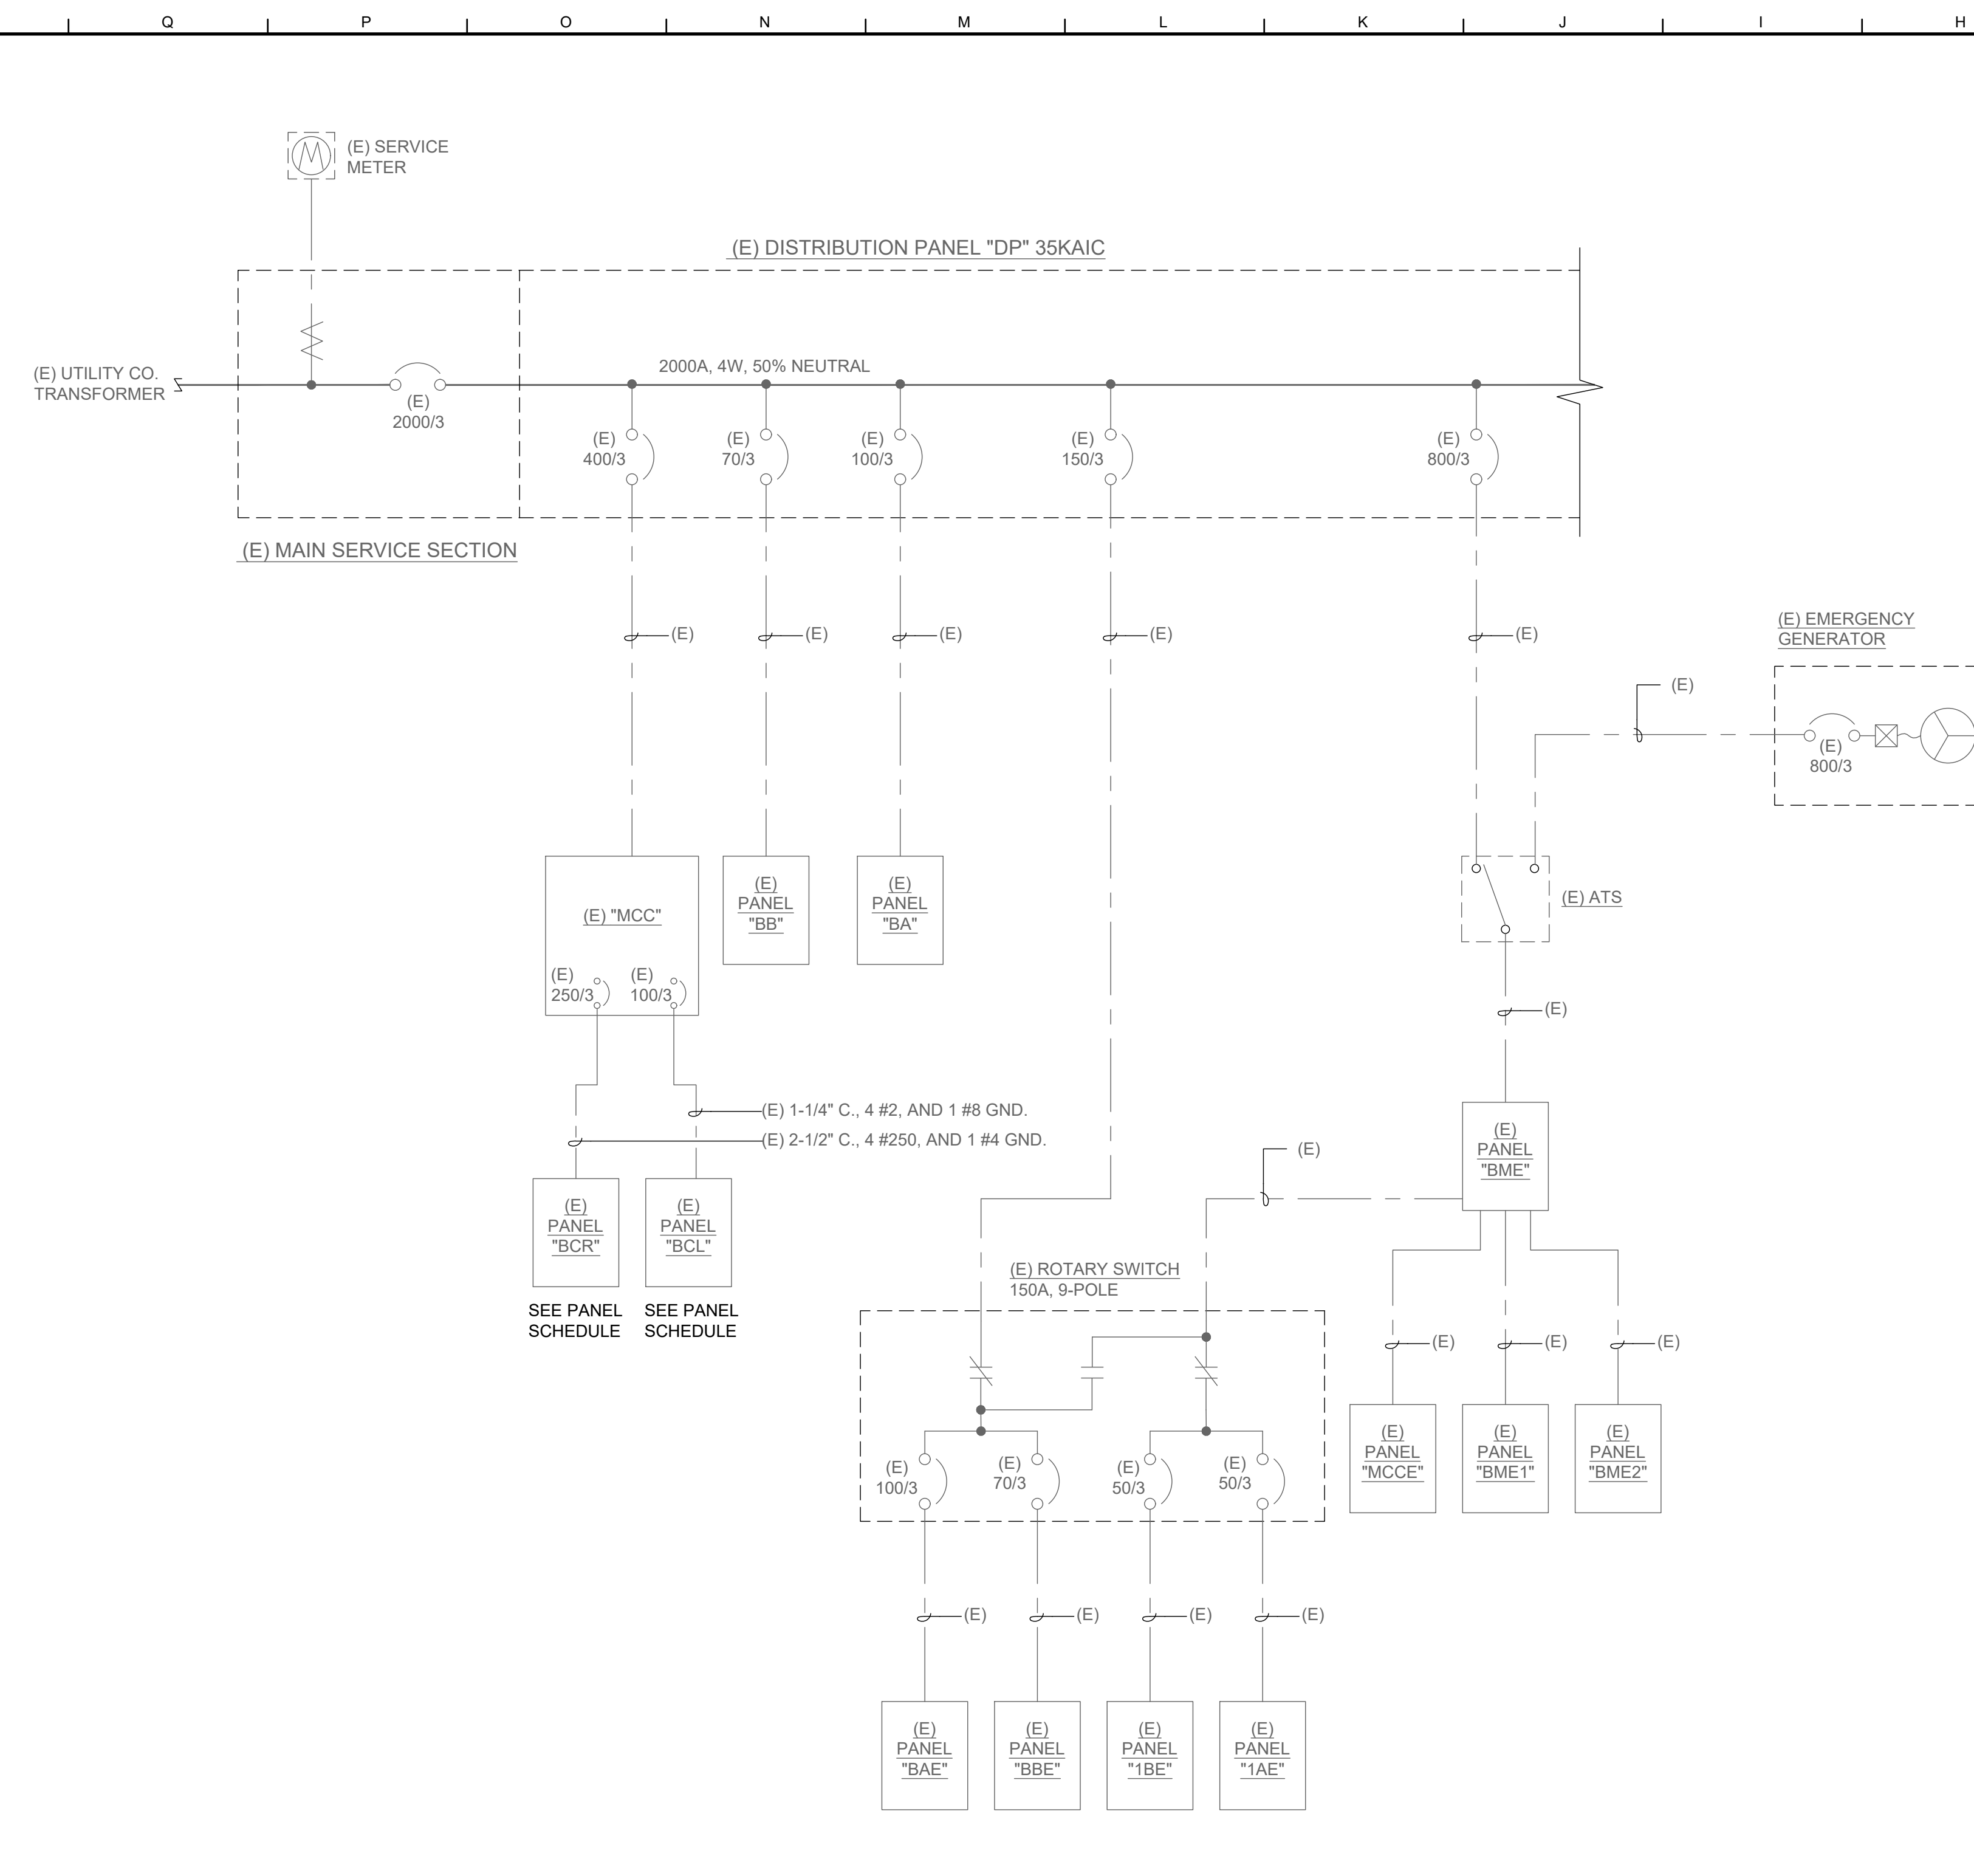 Q P O N M L K J I H
(E) SERVICE
METER
(E) DISTRIBUTION PANEL "DP" 35KAIC
(E) UTILITY CO.
TRANSFORMER
2000A, 4W, 50% NEUTRAL
(E)
2000/3
(E)
400/3
(E)
70/3
(E)
100/3
(E)
150/3
(E)
800/3
(E) MAIN SERVICE SECTION
(E)
(E)
(E)
(E)
(E)
(E) EMERGENCY
GENERATOR
(E)
(E)
800/3
(E) "MCC"
(E)
250/3
(E)
100/3
(E)
PANEL
"BB"
(E)
PANEL
"BA"
(E) ATS
(E)
(E) 1-1/4" C., 4 #2, AND 1 #8 GND.
(E) 2-1/2" C., 4 #250, AND 1 #4 GND.
(E)
(E)
PANEL
"BME"
(E)
PANEL
"BCR"
(E)
PANEL
"BCL"
SEE PANEL
SCHEDULE
SEE PANEL
SCHEDULE
(E) ROTARY SWITCH
150A, 9-POLE
(E)
(E)
(E)
(E)
100/3
(E)
70/3
(E)
50/3
(E)
50/3
(E)
PANEL
"MCCE"
(E)
PANEL
"BME1"
(E)
PANEL
"BME2"
(E)
(E)
(E)
(E)
(E)
PANEL
"BAE"
(E)
PANEL
"BBE"
(E)
PANEL
"1BE"
(E)
PANEL
"1AE"